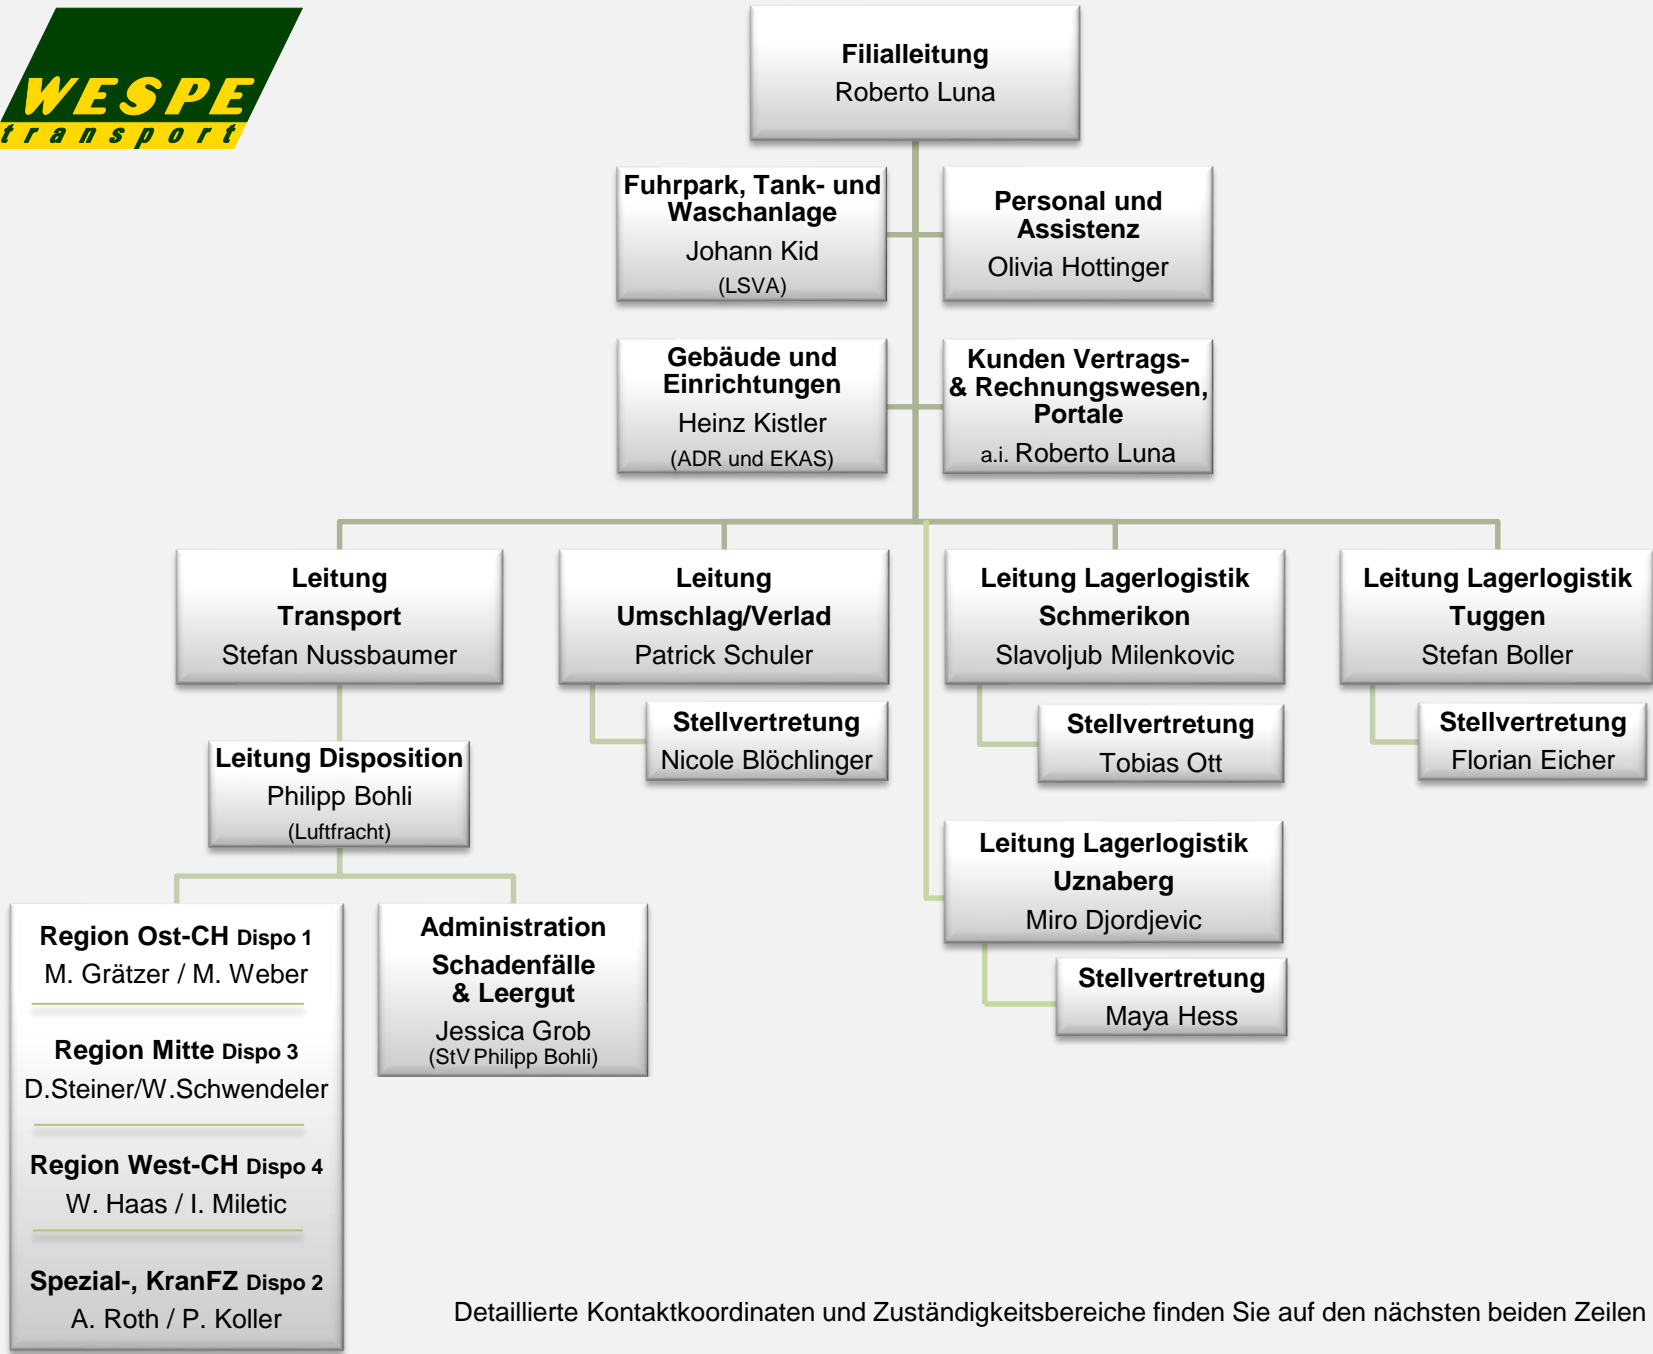 WESPE
transport
Filialleitung
Roberto Luna
Fuhrpark, Tank- und
Waschanlage
Johann Kid
(LSVA)
Personal und
Assistenz
Olivia Hottinger
Gebäude und
Einrichtungen
Heinz Kistler
(ADR und EKAS)
Kunden Vertrags-
& Rechnungswesen,
Portale
a.i. Roberto Luna
Leitung
Transport
Stefan Nussbaumer
Leitung
Umschlag/Verlad
Patrick Schuler
Leitung Lagerlogistik
Schmerikon
Slavoljub Milenkovic
Leitung Lagerlogistik
Tuggen
Stefan Boller
Stellvertretung
Nicole Blöchlinger
Stellvertretung
Tobias Ott
Stellvertretung
Florian Eicher
Leitung Disposition
Philipp Bohli
(Luftfracht)
Leitung Lagerlogistik
Uznaberg
Miro Djordjevic
Stellvertretung
Maya Hess
Region Ost-CH Dispo 1
M. Grätzer / M. Weber
Region Mitte Dispo 3
D.Steiner/W.Schwendeler
Region West-CH Dispo 4
W. Haas / I. Miletic
Spezial-, KranFZ Dispo 2
A. Roth / P. Koller
Administration
Schadenfälle
& Leergut
Jessica Grob
(StV Philipp Bohli)
Detaillierte Kontaktkoordinaten und Zuständigkeitsbereiche finden Sie auf den nächsten beiden Zeilen